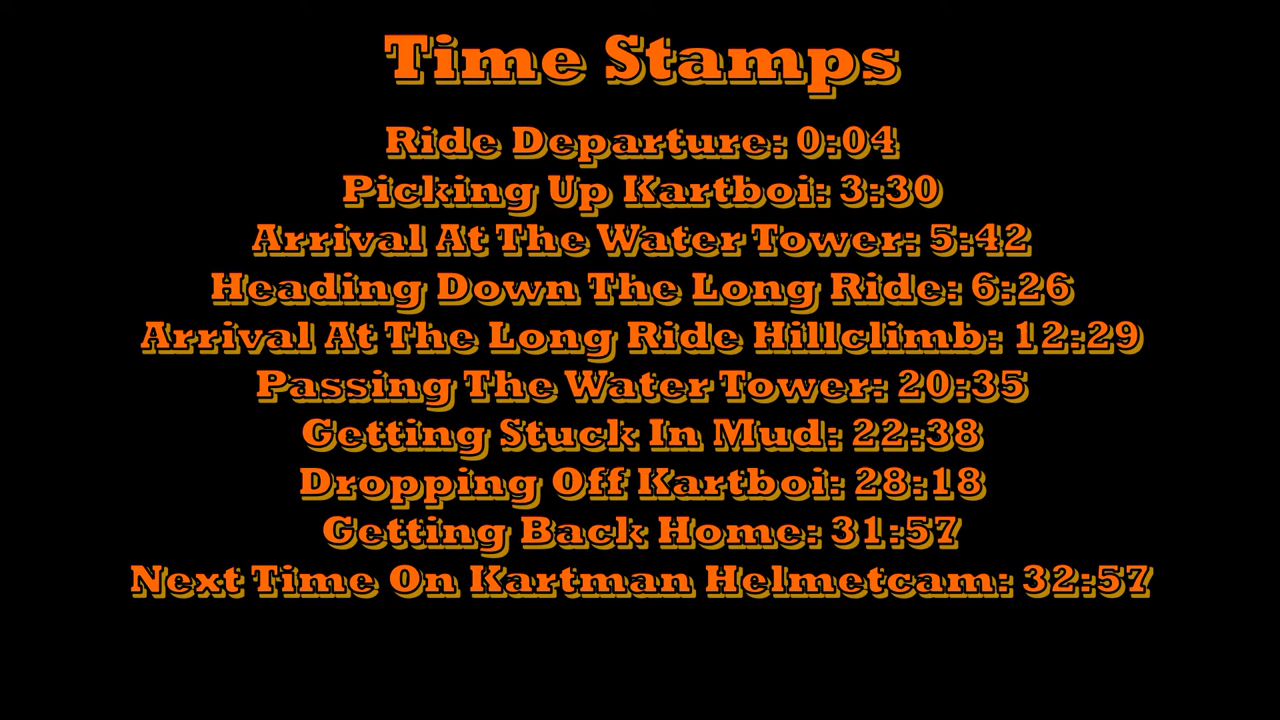 Time Stamps
Ride Departure: 0:04
Picking Up Kartboi: 3:30
Arrival At The Water Tower: 5:42
Heading Down The Long Ride: 6:26
Arrival At The Long Ride Hillclimb: 12:29
Passing The Water Tower: 20:35
Getting Stuck In Mud: 22:38
Dropping Off Kartboi: 28:18
Getting Back Home: 31:57
Next Time On Kartman Helmetcam: 32:57